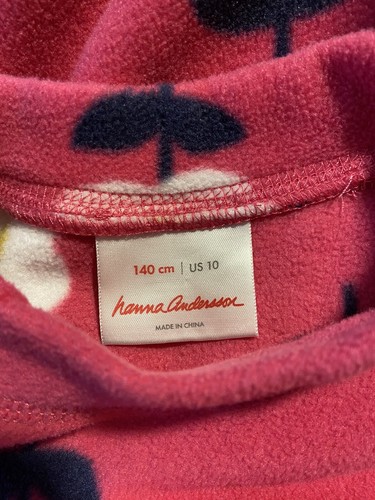 140 cm | US 10
hanna andersson
MADE IN CHINA